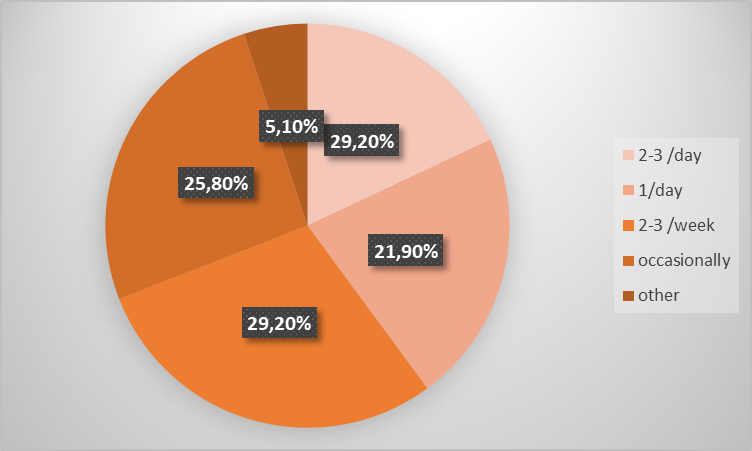 5,10%
29,20%
25,80%
21,90%
29,20%
2-3 /day
1/day
2-3 /week
occasionally
other